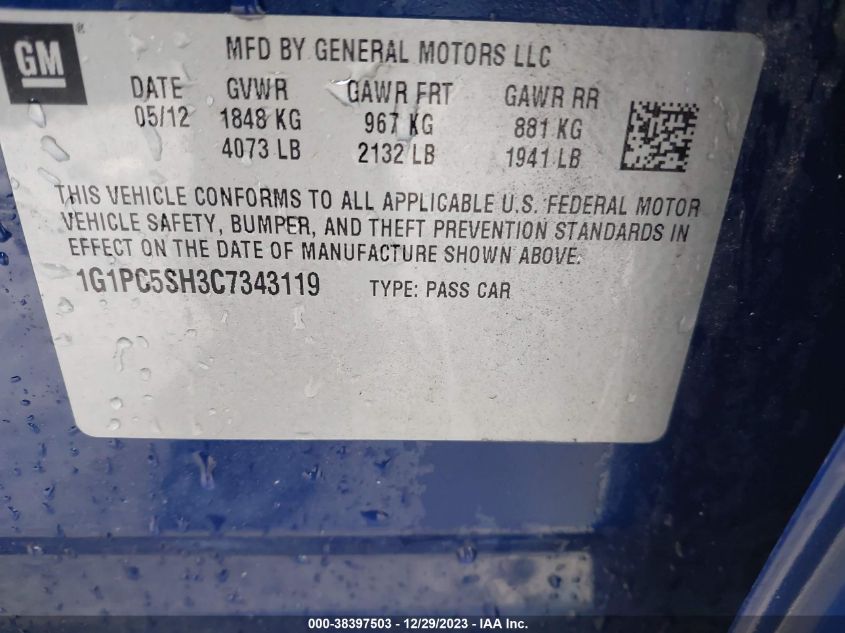 GM
®
MFD BY GENERAL MOTORS LLC
DATE GVWR GAWR FRT GAWR RR
05/12 1848 KG 967 KG 881 KG
4073 LB 2132 LB 1941 LB
THIS VEHICLE CONFORMS TO ALL APPLICABLE U.S. FEDERAL MOTOR
VEHICLE SAFETY, BUMPER, AND THEFT PREVENTION STANDARDS IN
EFFECT ON THE DATE OF MANUFACTURE SHOWN ABOVE.
1G1PC5SH3C7343119 TYPE: PASS CAR
000-38397503 - 12/29/2023 - IAA Inc.